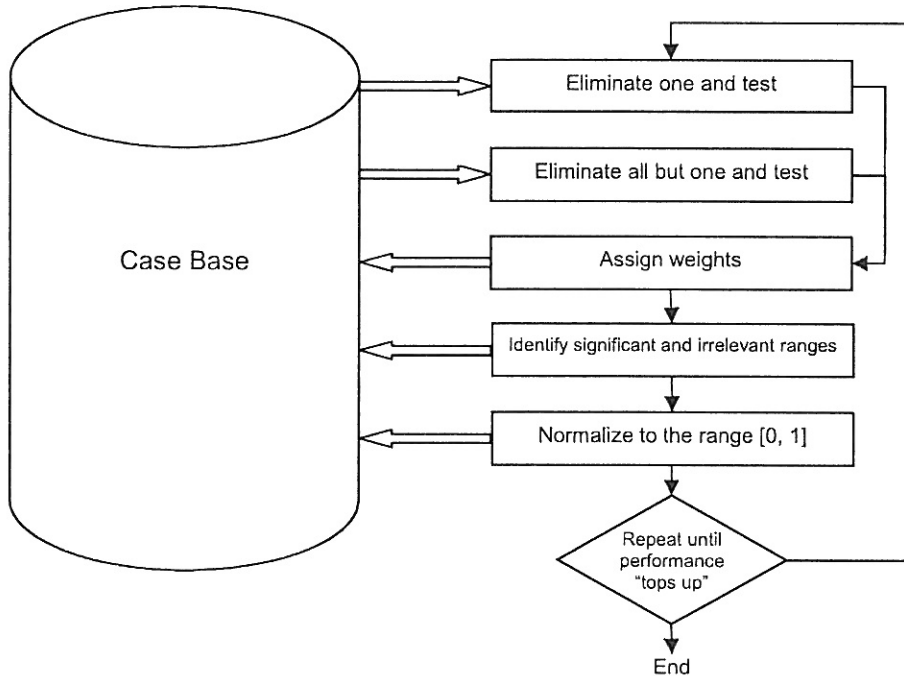 Case Base
Eliminate one and test
Eliminate all but one and test
Assign weights
Identify significant and irrelevant ranges
Normalize to the range [0, 1]
Repeat until
performance
“tops up”
End